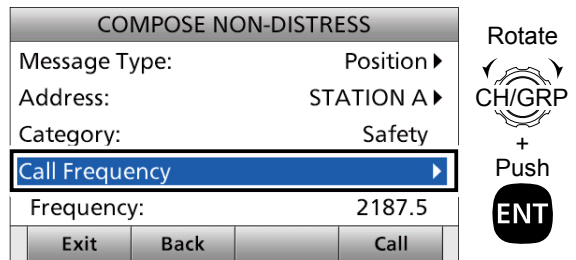 COMPOSE NON-DISTRESS
Message Type: Position
Address: STATION A
Category: Safety
Call Frequency
Frequency: 2187.5
Exit Back Call
Rotate
CH/GRP
+
Push
ENT